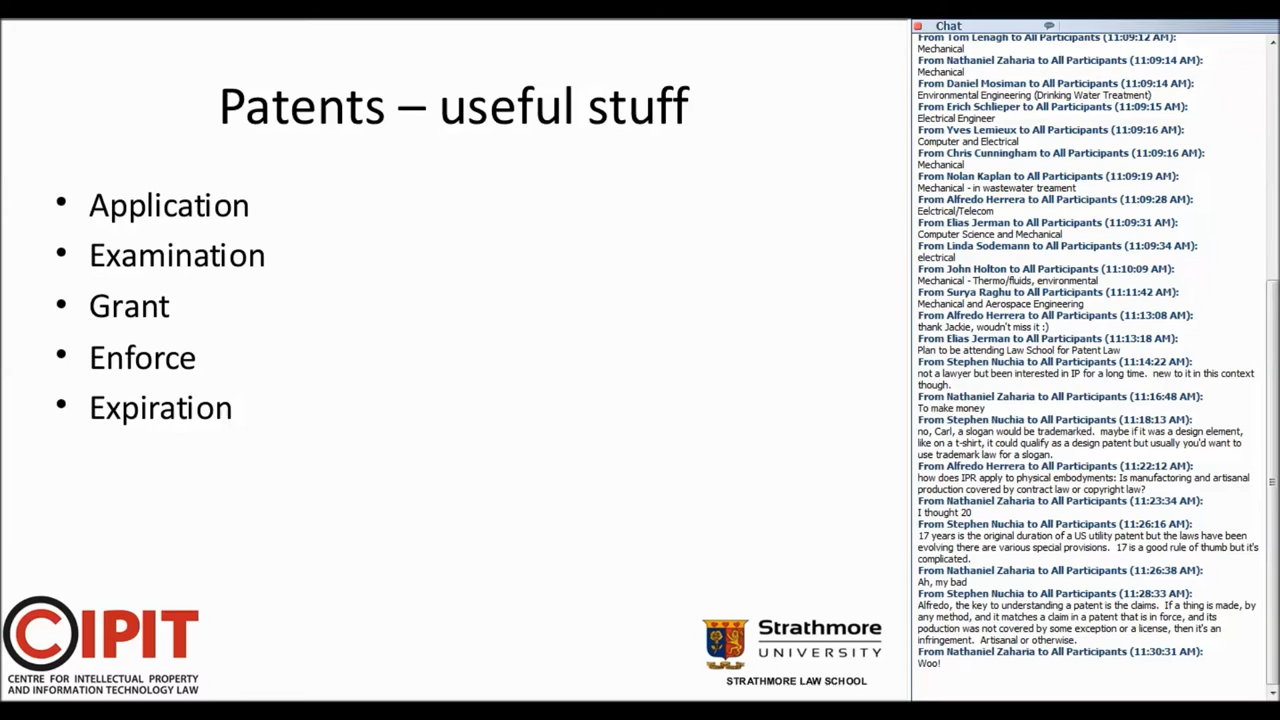 Patents – useful stuff
• Application
• Examination
• Grant
• Enforce
• Expiration
CIPIT
CENTRE FOR INTELLECTUAL PROPERTY
AND INFORMATION TECHNOLOGY LAW
Strathmore
UNIVERSITY
STRATHMORE LAW SCHOOL
Chat
From Tom Lenagh to All Participants (11:09:12 AM):
Mechanical
From Nathaniel Zaharia to All Participants (11:09:14 AM):
Mechanical
From Daniel Mosiman to All Participants (11:09:14 AM):
Environmental Engineering (Drinking Water Treatment)
From Erich Schlieper to All Participants (11:09:15 AM):
Electrical Engineer
From Yves Lemieux to All Participants (11:09:16 AM):
Computer and Electrical
From Chris Cunningham to All Participants (11:09:16 AM):
Mechanical
From Nolan Kaplan to All Participants (11:09:19 AM):
Mechanical - in wastewater treament
From Alfredo Herrera to All Participants (11:09:28 AM):
Eelctrical/Telecom
From Elias Jerman to All Participants (11:09:31 AM):
Computer Science and Mechanical
From Linda Sodemann to All Participants (11:09:34 AM):
electrical
From John Holton to All Participants (11:10:09 AM):
Mechanical - Thermo/fluids, environmental
From Surya Raghu to All Participants (11:11:42 AM):
Mechanical and Aerospace Engineering
From Alfredo Herrera to All Participants (11:13:08 AM):
thank Jackie, woudn't miss it :)
From Elias Jerman to All Participants (11:13:18 AM):
Plan to be attending Law School for Patent Law
From Stephen Nuchia to All Participants (11:14:22 AM):
not a lawyer but been interested in IP for a long time. new to it in this context
though.
From Nathaniel Zaharia to All Participants (11:16:48 AM):
To make money
From Stephen Nuchia to All Participants (11:18:13 AM):
no, Carl, a slogan would be trademarked. maybe if it was a design element,
like on a t-shirt, it could qualify as a design patent but usually you'd want to
use trademark law for a slogan.
From Alfredo Herrera to All Participants (11:22:12 AM):
how does IPR apply to physical embodyments: Is manufactoring and artisanal
production covered by contract law or copyright law?
From Nathaniel Zaharia to All Participants (11:23:34 AM):
I thought 20
From Stephen Nuchia to All Participants (11:26:16 AM):
17 years is the original duration of a US utility patent but the laws have been
evolving there are various special provisions. 17 is a good rule of thumb but it's
complicated.
From Nathaniel Zaharia to All Participants (11:26:38 AM):
Ah, my bad
From Stephen Nuchia to All Participants (11:28:33 AM):
Alfredo, the key to understanding a patent is the claims. If a thing is made, by
any method, and it matches a claim in a patent that is in force, and its
poduction was not covered by some exception or a license, then it's an
infringement. Artisanal or otherwise.
From Nathaniel Zaharia to All Participants (11:30:31 AM):
Woo!